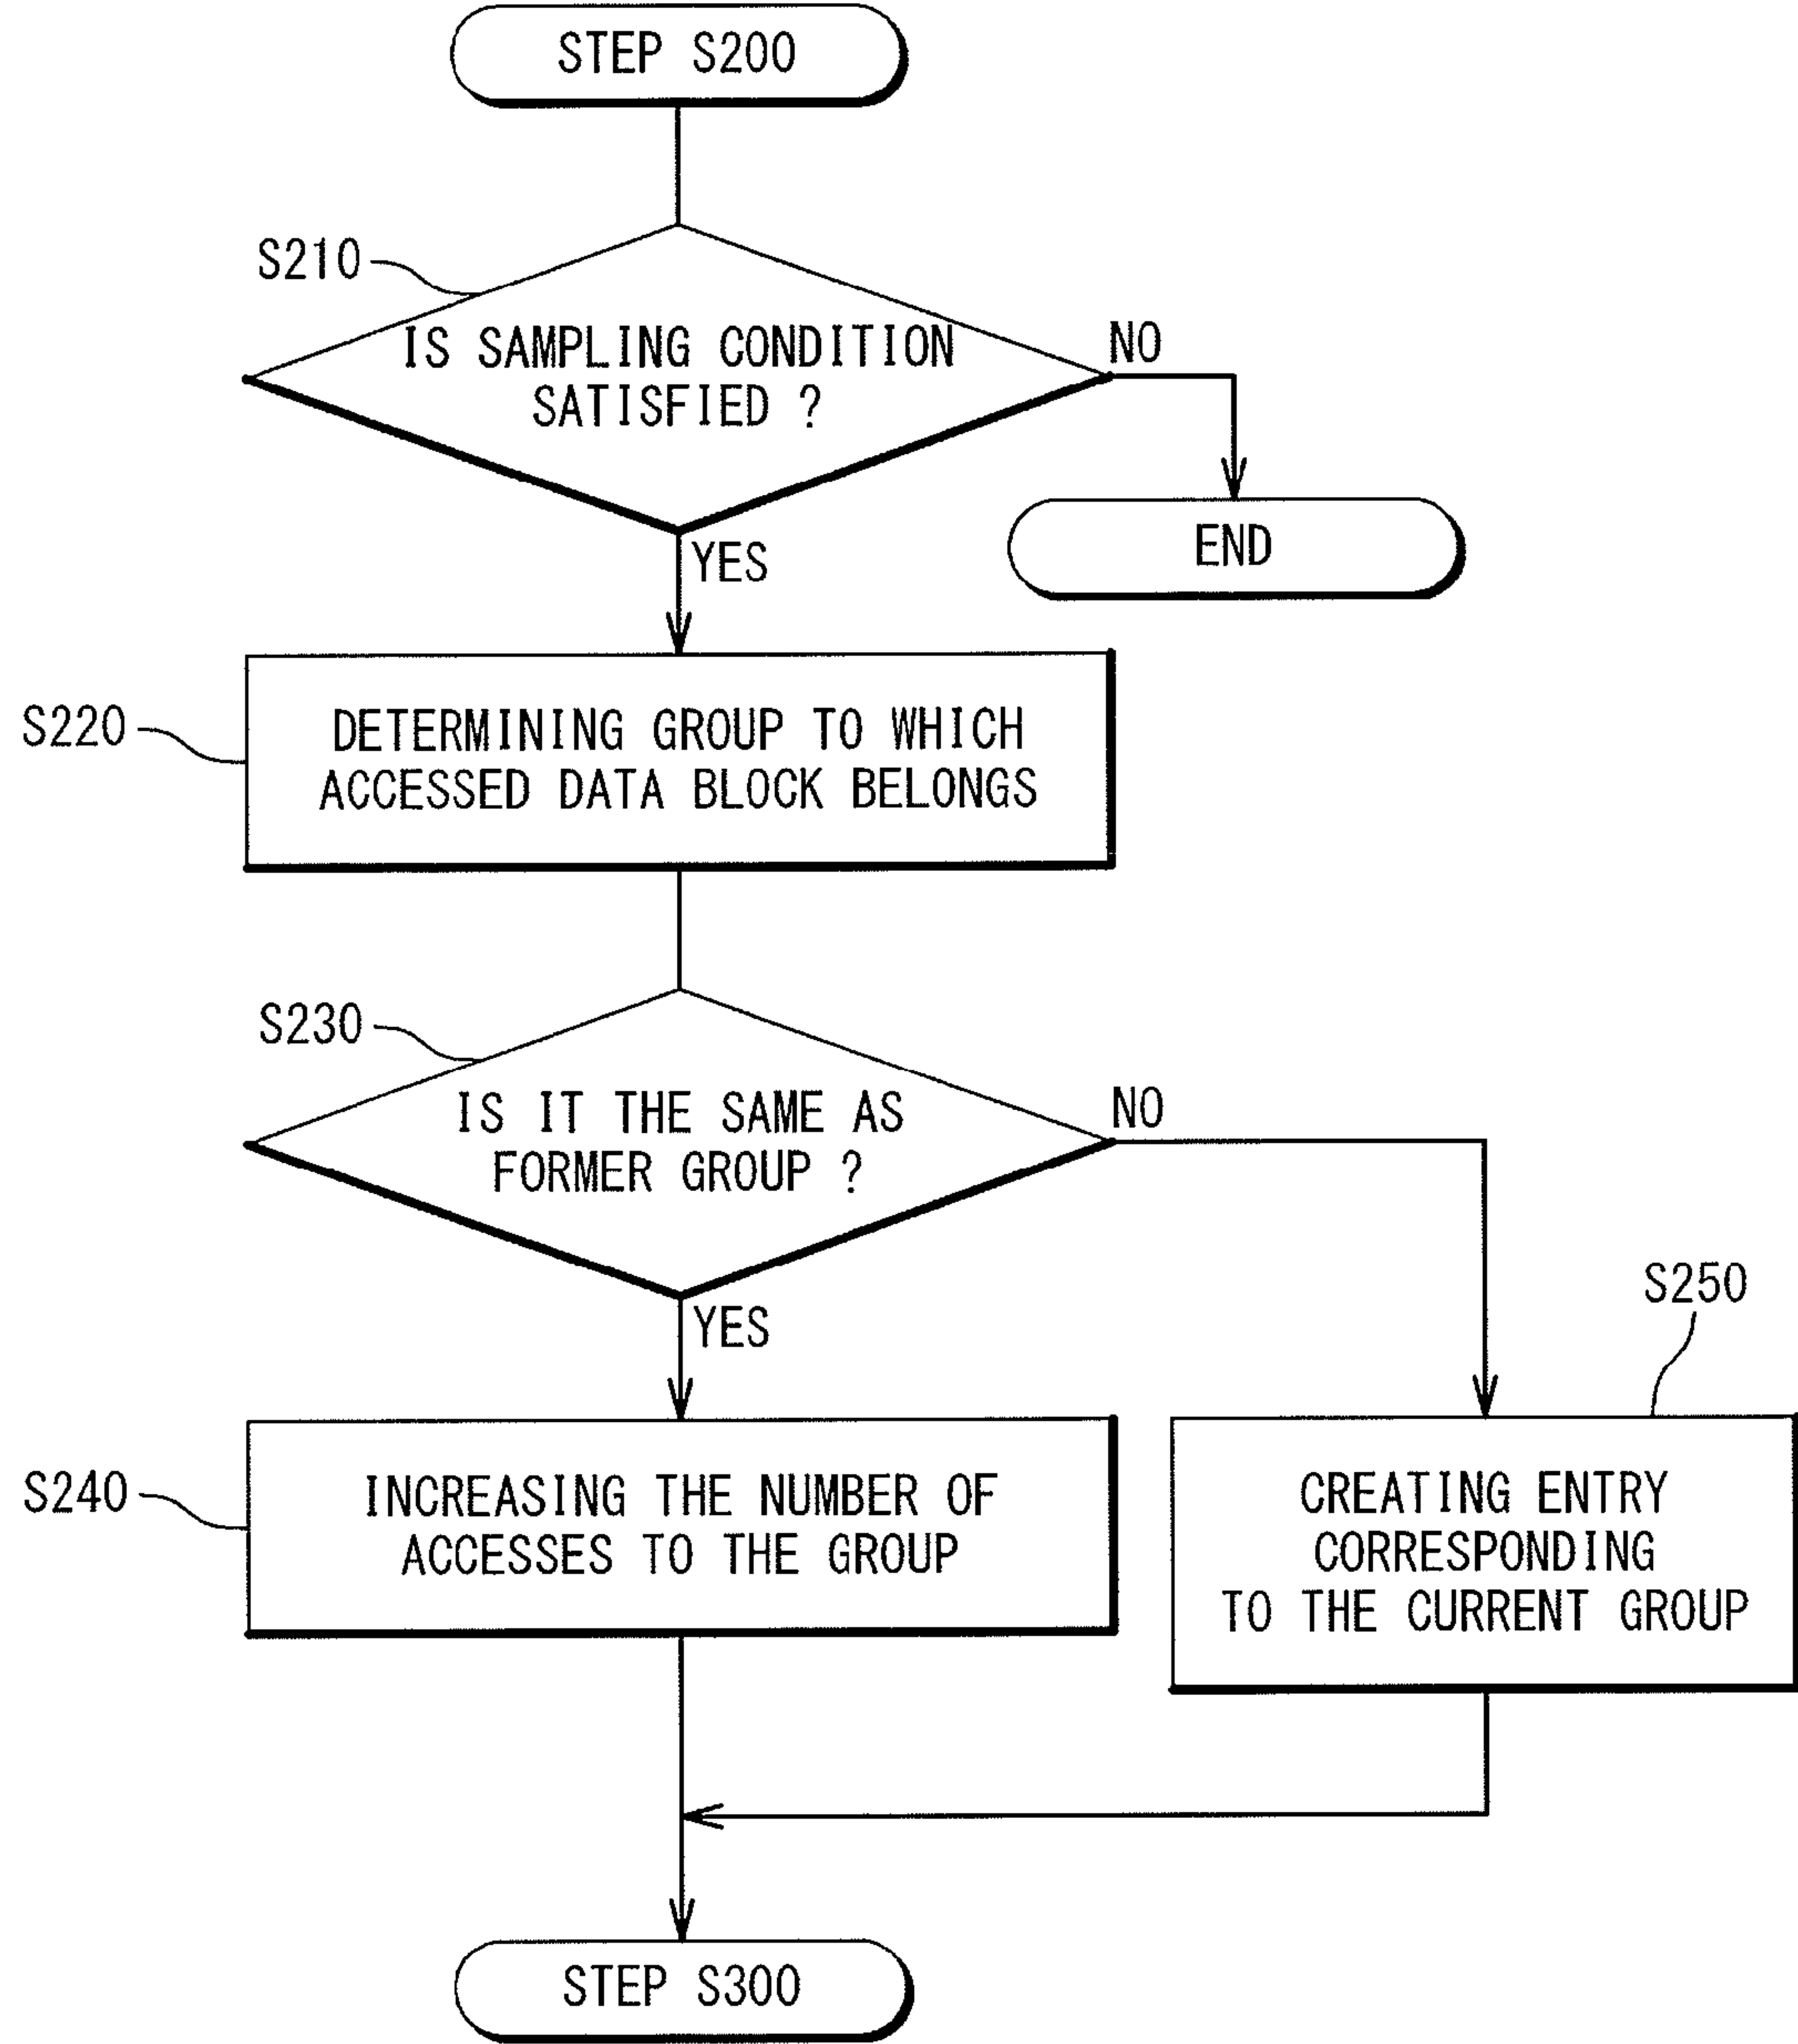 STEP S200
S210
IS SAMPLING CONDITION
SATISFIED ?
NO
END
YES
S220
DETERMINING GROUP TO WHICH
ACCESSED DATA BLOCK BELONGS
S230
IS IT THE SAME AS
FORMER GROUP ?
NO
YES
S240
INCREASING THE NUMBER OF
ACCESSES TO THE GROUP
S250
CREATING ENTRY
CORRESPONDING
TO THE CURRENT GROUP
STEP S300